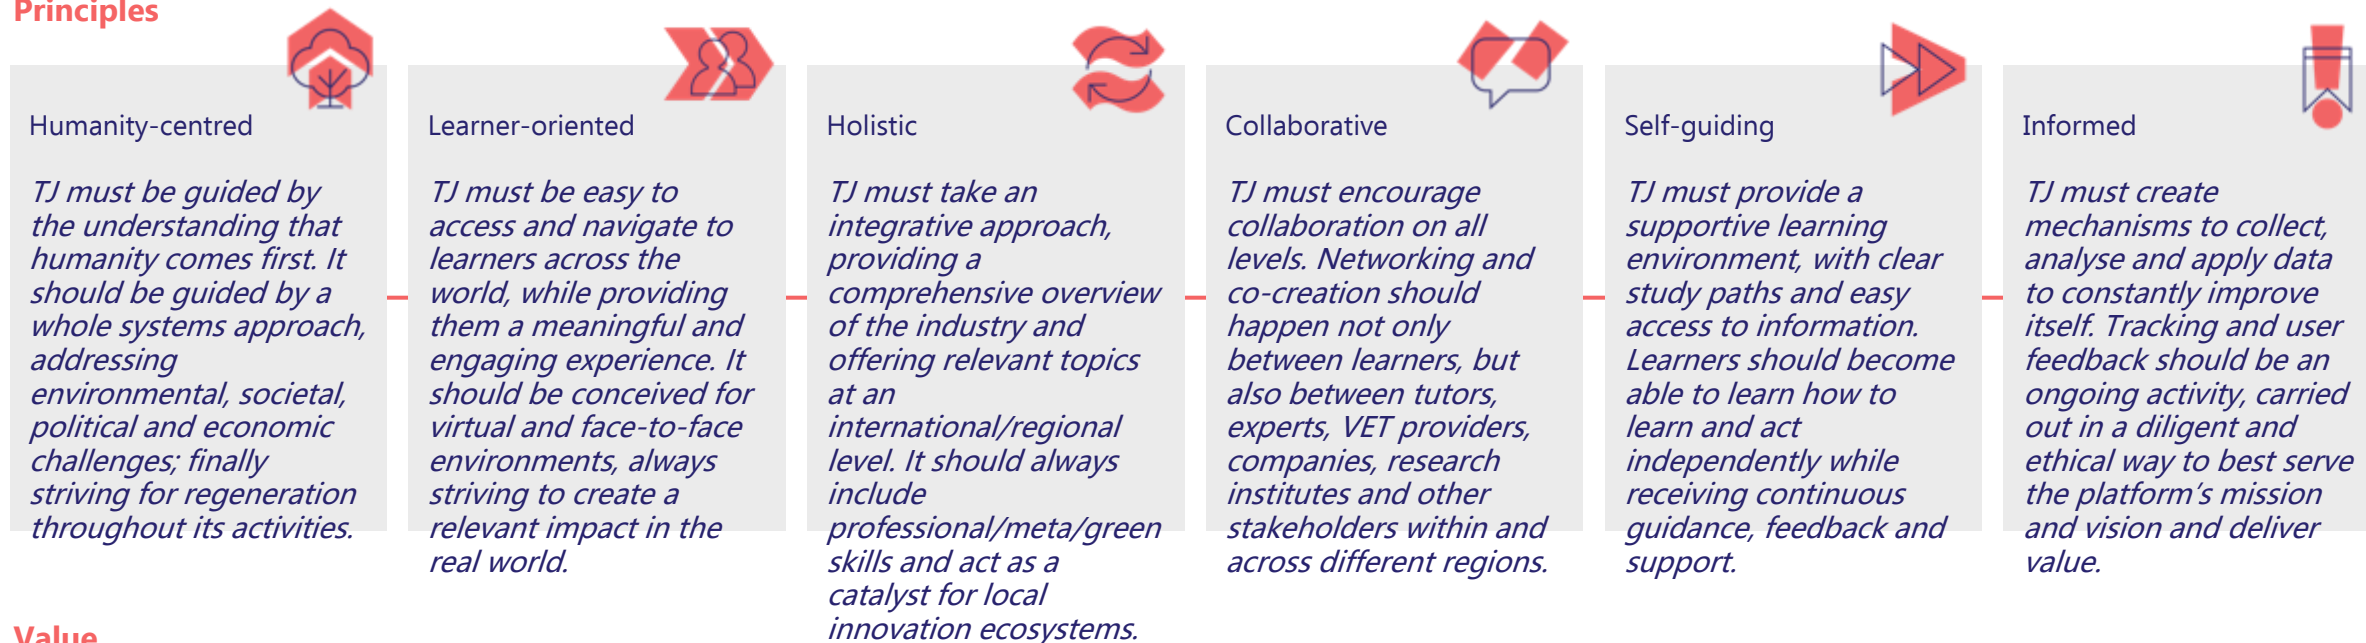 Principles
Humanity-centred
TJ must be guided by
the understanding that
humanity comes first. It
should be guided by a
whole systems approach,
addressing
environmental, societal,
political and economic
challenges; finally
striving for regeneration
throughout its activities.
Learner-oriented
TJ must be easy to
access and navigate to
learners across the
world, while providing
them a meaningful and
engaging experience. It
should be conceived for
virtual and face-to-face
environments, always
striving to create a
relevant impact in the
real world.
Holistic
TJ must take an
integrative approach,
providing a
comprehensive overview
of the industry and
offering relevant topics
at an
international/regional
level. It should always
include
professional/meta/green
skills and act as a
catalyst for local
innovation ecosystems.
Collaborative
TJ must encourage
collaboration on all
levels. Networking and
co-creation should
happen not only
between learners, but
also between tutors,
experts, VET providers,
companies, research
institutes and other
stakeholders within and
across different regions.
Self-guiding
TJ must provide a
supportive learning
environment, with clear
study paths and easy
access to information.
Learners should become
able to learn how to
learn and act
independently while
receiving continuous
guidance, feedback and
support.
Informed
TJ must create
mechanisms to collect,
analyse and apply data
to constantly improve
itself. Tracking and user
feedback should be an
ongoing activity, carried
out in a diligent and
ethical way to best serve
the platform's mission
and vision and deliver
value.
Value